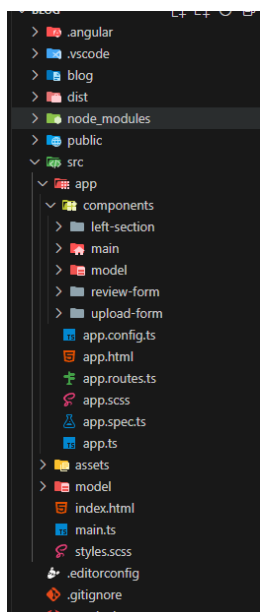 BLOG
.angular
.vscode
blog
dist
node_modules
public
src
app
components
left-section
main
model
review-form
upload-form
app.config.ts
app.html
app.routes.ts
app.scss
app.spec.ts
app.ts
assets
model
index.html
main.ts
styles.scss
.editorconfig
.gitignore